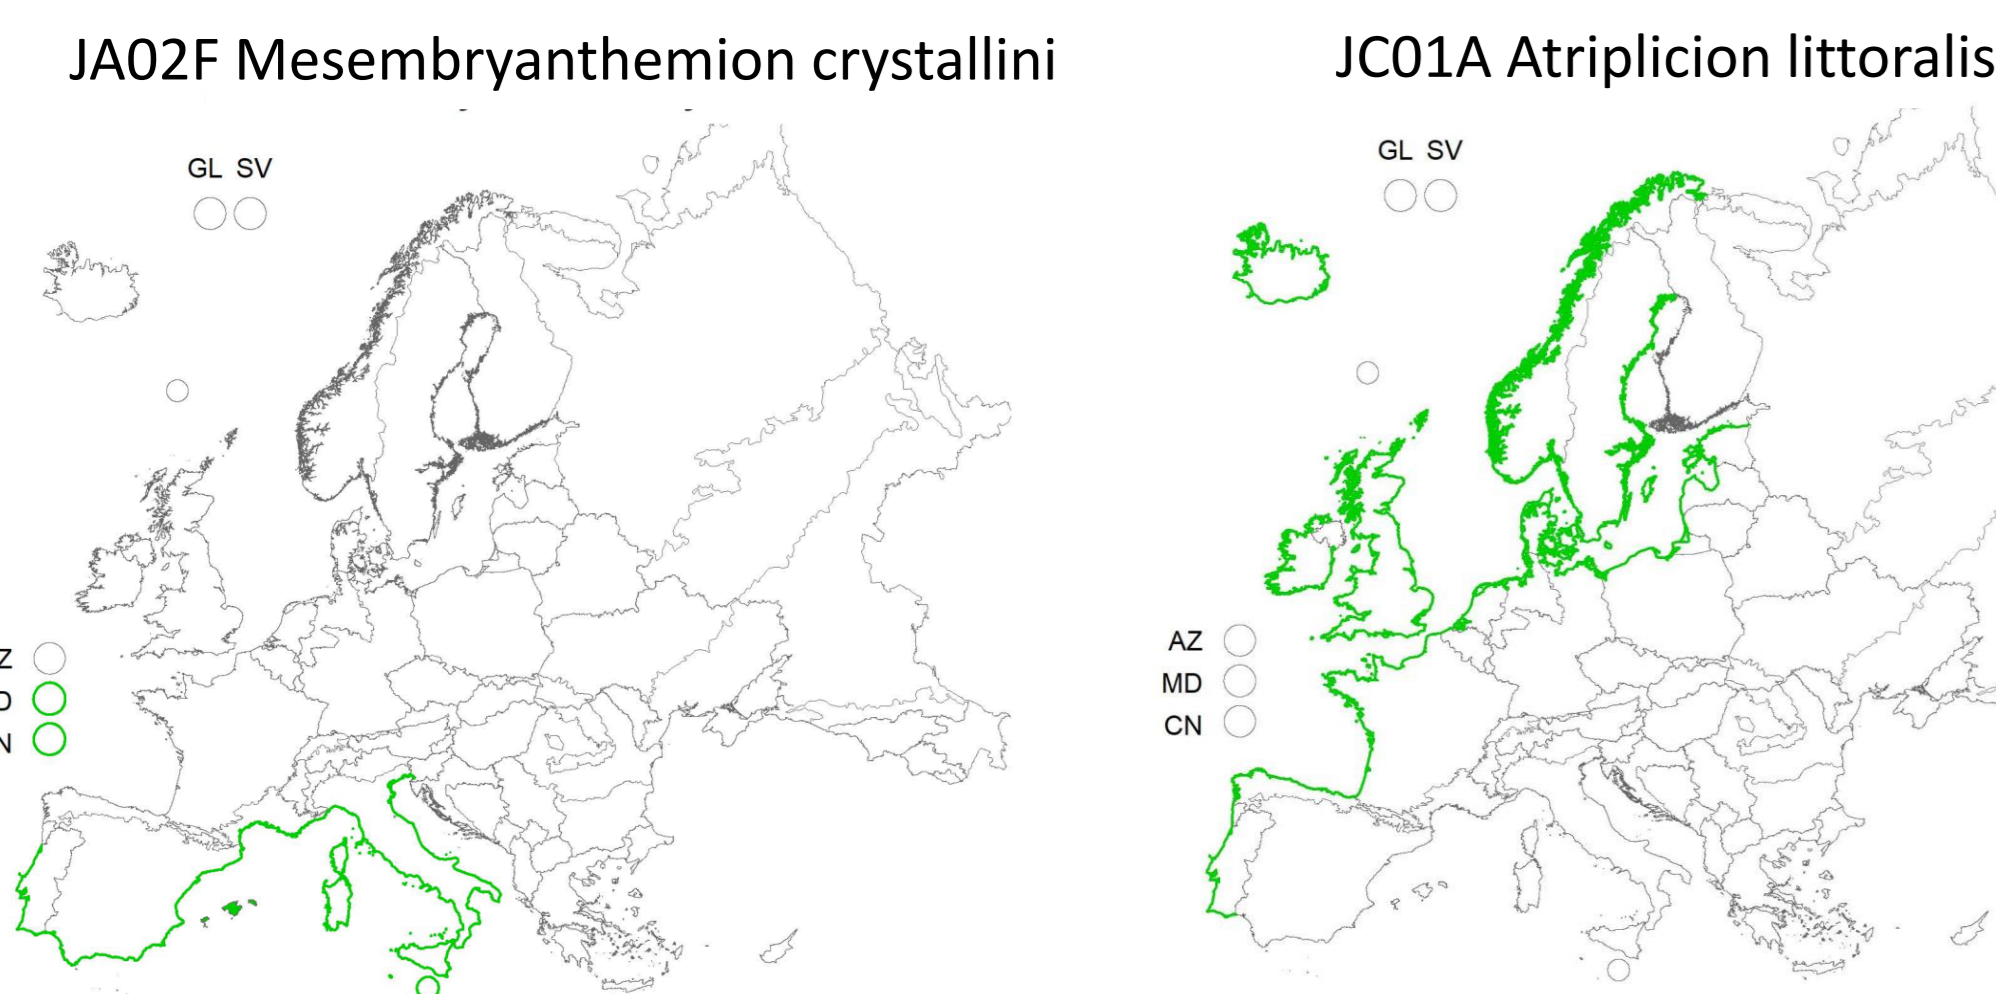 JA02F Mesembryanthemion crystallini
JC01A Atriplicion littoralis
GL SV
GL SV
Z
D
N
AZ
MD
CN